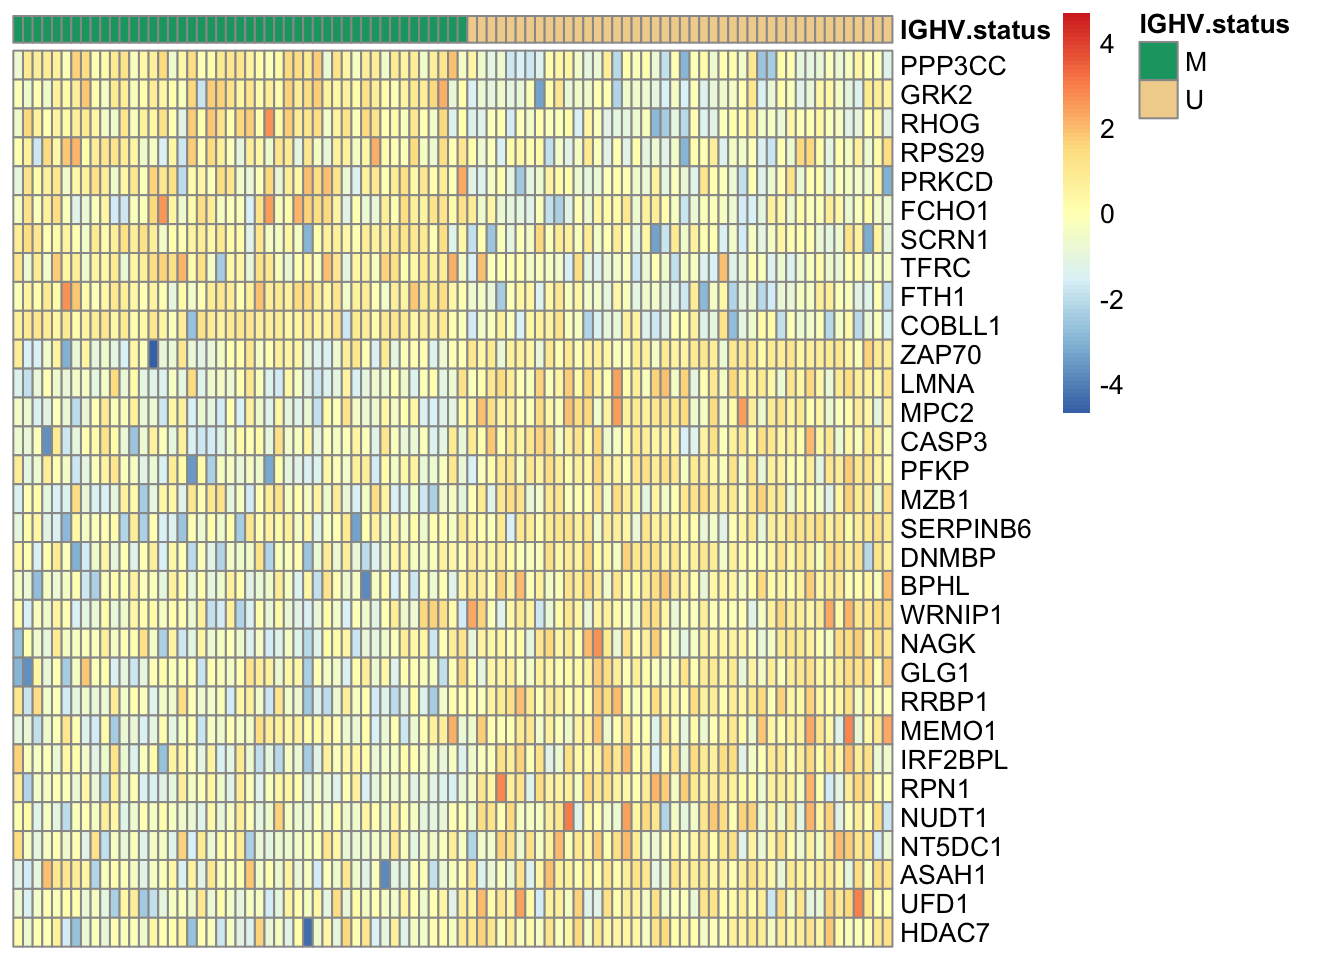 IGHV.status
PPP3CC
GRK2
RHOG
RPS29
PRKCD
FCHO1
SCRN1
TFRC
FTH1
COBLL1
ZAP70
LMNA
MPC2
CASP3
PFKP
MZB1
SERPINB6
DNMBP
BPHL
WRNIP1
NAGK
GLG1
RRBP1
MEMO1
IRF2BPL
RPN1
NUDT1
NT5DC1
ASAH1
UFD1
HDAC7
4
2
0
-2
-4
IGHV.status
M
U